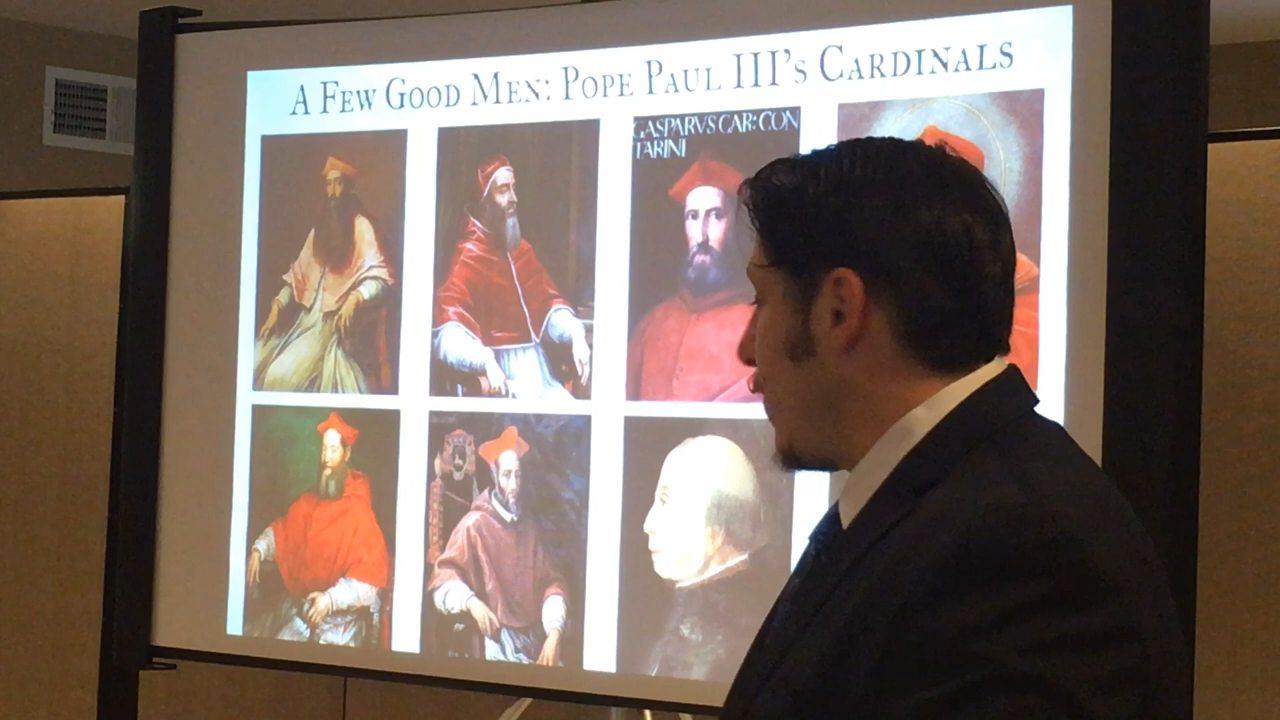 A FEW GOOD MEN: POPE PAUL III'S CARDINALS
GASPARVS CAR: CON
TARINI